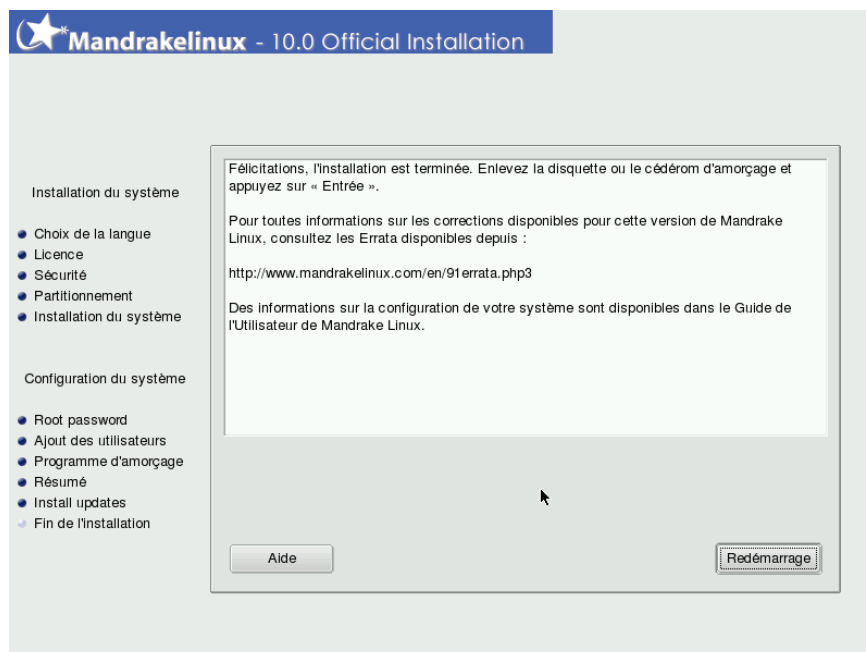 Mandrakelinux - 10.0 Official Installation
Installation du système
Choix de la langue
Licence
Sécurité
Partitionnement
Installation du système
Configuration du système
Root password
Ajout des utilisateurs
Programme d'amorçage
Résumé
Install updates
Fin de l'installation
Félicitations, l'installation est terminée. Enlevez la disquette ou le cédérom d'amorçage et
appuyez sur « Entrée ».
Pour toutes informations sur les corrections disponibles pour cette version de Mandrake
Linux, consultez les Errata disponibles depuis :
http://www.mandrakelinux.com/en/91errata.php3
Des informations sur la configuration de votre système sont disponibles dans le Guide de
l'Utilisateur de Mandrake Linux.
Aide
Redémarrage